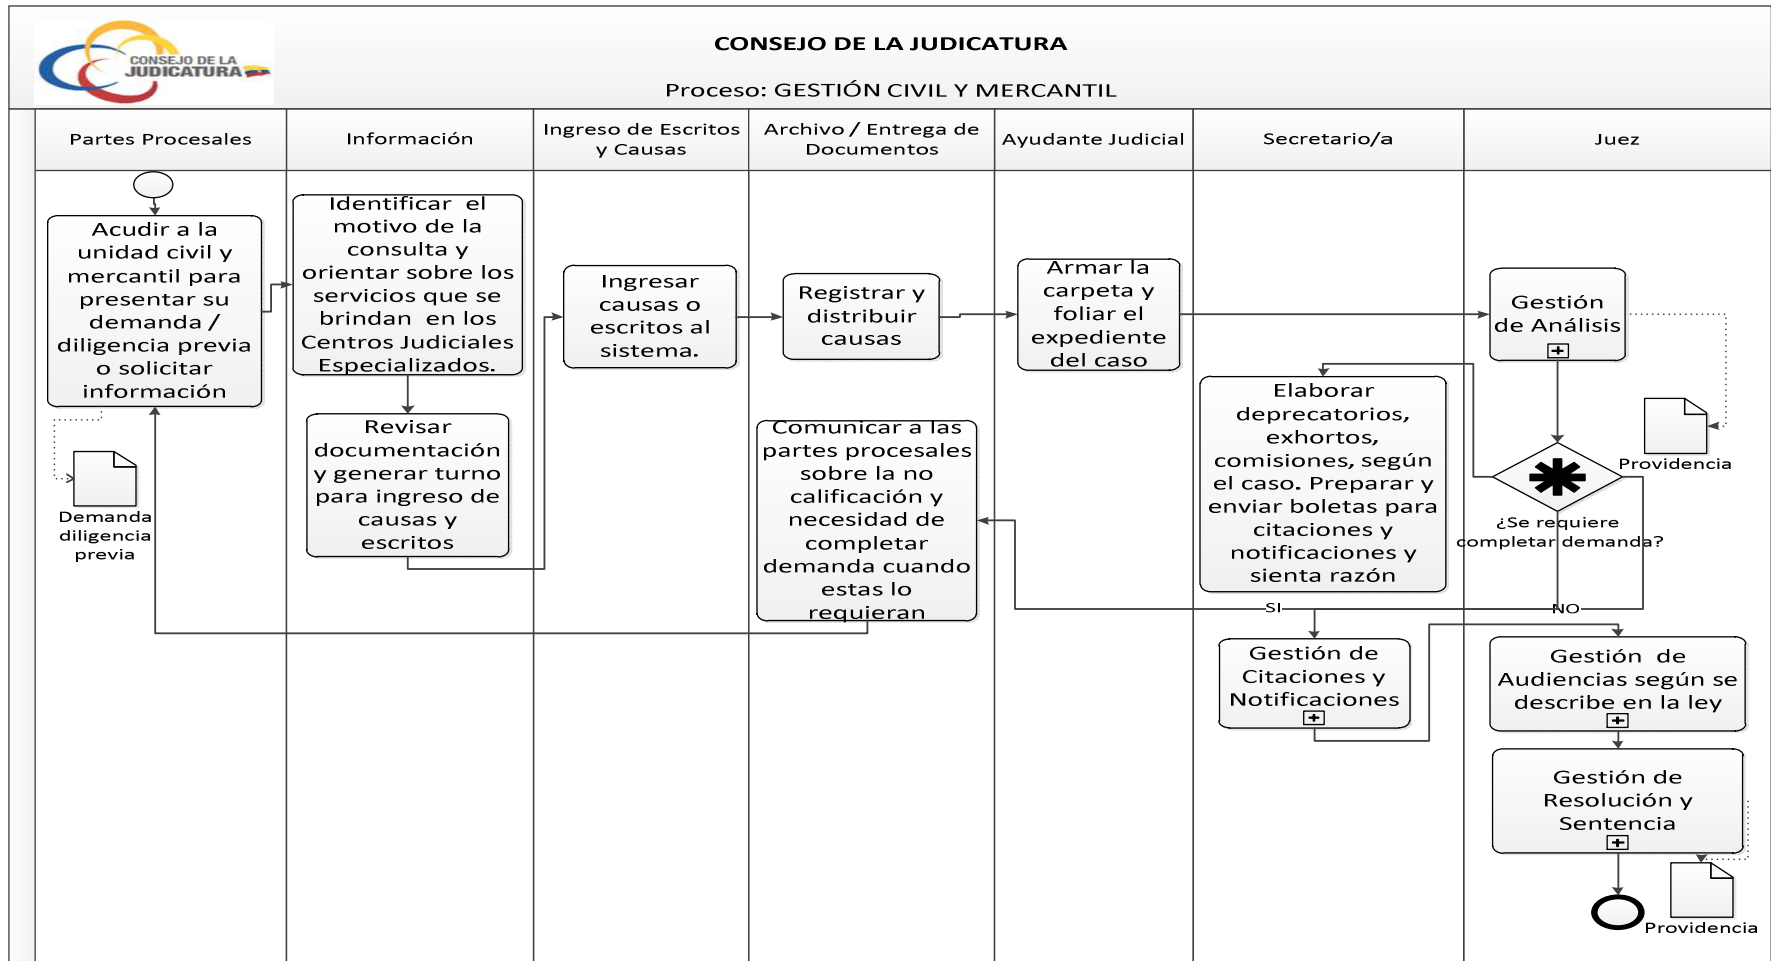 CONSEJO DE LA
JUDICATURA
CONSEJO DE LA JUDICATURA
Proceso: GESTIÓN CIVIL Y MERCANTIL
Partes Procesales
Información
Ingreso de Escritos
y Causas
Archivo / Entrega de
Documentos
Ayudante Judicial
Secretario/a
Juez
Acudir a la
unidad civil y
mercantil para
presentar su
demanda /
diligencia previa
o solicitar
información
Demanda
diligencia
previa
Identificar el
motivo de la
consulta y
orientar sobre los
servicios que se
brindan en los
Centros Judiciales
Especializados.
Revisar
documentación
y generar turno
para ingreso de
causas y
escritos
Ingresar
causas o
escritos al
sistema.
Registrar y
distribuir
causas
Comunicar a las
partes procesales
sobre la no
calificación y
necesidad de
completar
demanda cuando
estas lo
requieran
Armar la
carpeta y
foliar el
expediente
del caso
Elaborar
deprecatorios,
exhortos,
comisiones, según
el caso. Preparar y
enviar boletas para
citaciones y
notificaciones y
sienta razón
Gestión
de Análisis
Providencia
¿Se requiere
completar demanda?
SI
NO
Gestión de
Citaciones y
Notificaciones
Gestión de
Audiencias según se
describe en la ley
Gestión de
Resolución y
Sentencia
Providencia